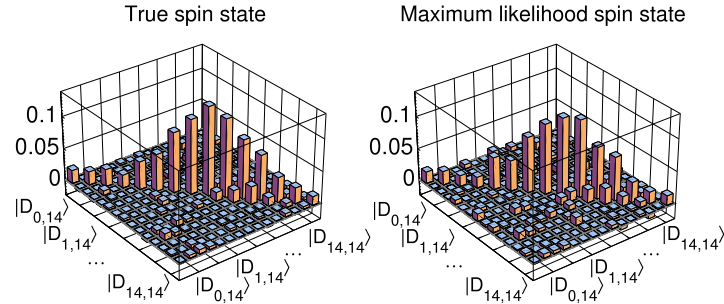 True spin state
Maximum likelihood spin state
0.1
0.05
0
|D0,14⟩
|D1,14⟩
...
|D14,14⟩
|D0,14⟩
|D1,14⟩
...
|D14,14⟩
0.1
0.05
0
|D0,14⟩
|D1,14⟩
...
|D14,14⟩
|D0,14⟩
|D1,14⟩
...
|D14,14⟩